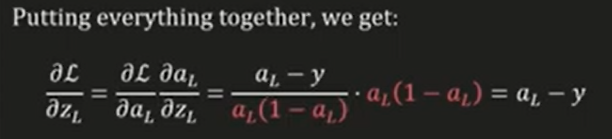 Putting everything together, we get:
∂ℒ/∂z_L = ∂ℒ/∂a_L ∂a_L/∂z_L = (a_L − y)/(a_L(1 − a_L)) · a_L(1 − a_L) = a_L − y